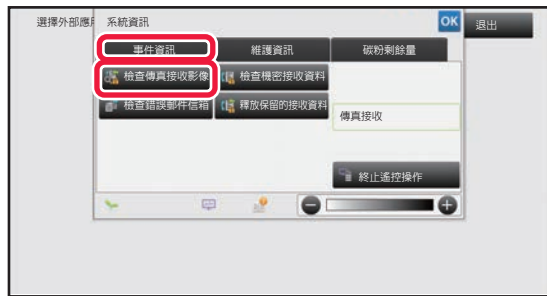 選擇外部應
系統資訊
OK
退出
事件資訊
維護資訊
碳粉剩餘量
檢查傳真接收影像
檢查機密接收資料
檢查錯誤郵件信箱
釋放保留的接收資料
傳真接收
終止遙控操作